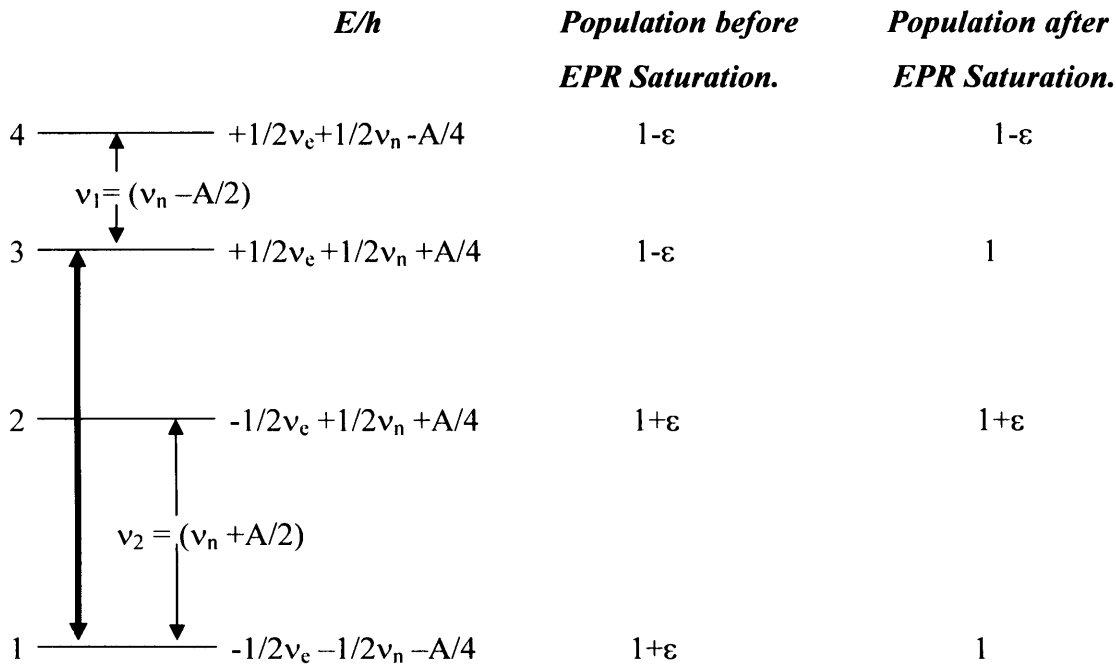 E/h Population before Population after
EPR Saturation. EPR Saturation.
4 +1/2νe+1/2νn -A/4 1-ε 1-ε
ν1= (νn –A/2)
3 +1/2νe +1/2νn +A/4 1-ε 1
2 -1/2νe +1/2νn +A/4 1+ε 1+ε
ν2 = (νn +A/2)
1 -1/2νe –1/2νn –A/4 1+ε 1